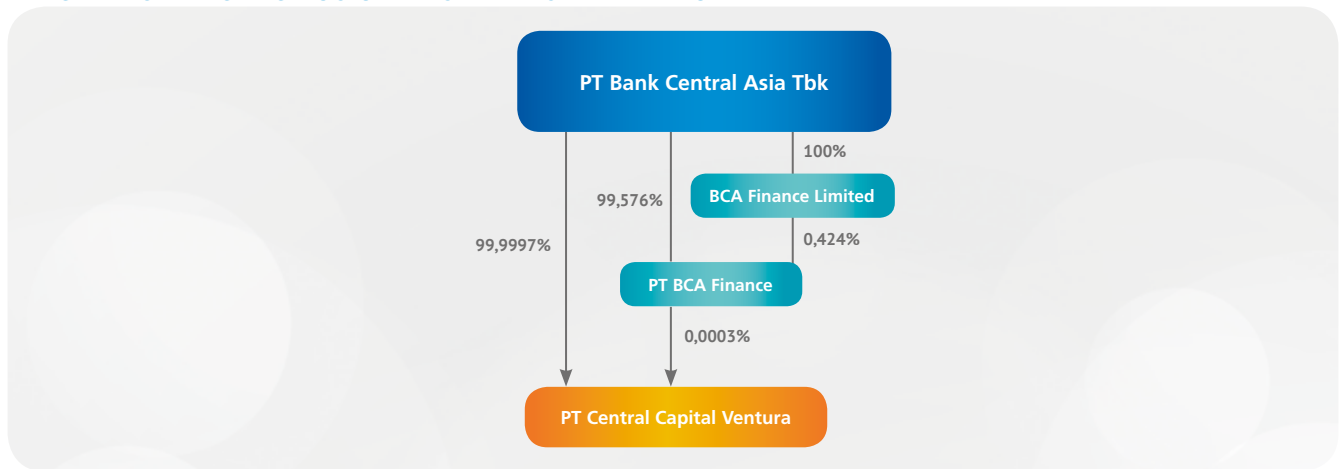 PT Bank Central Asia Tbk
100%
BCA Finance Limited
99,576%
0,424%
99,9997%
PT BCA Finance
0,0003%
PT Central Capital Ventura